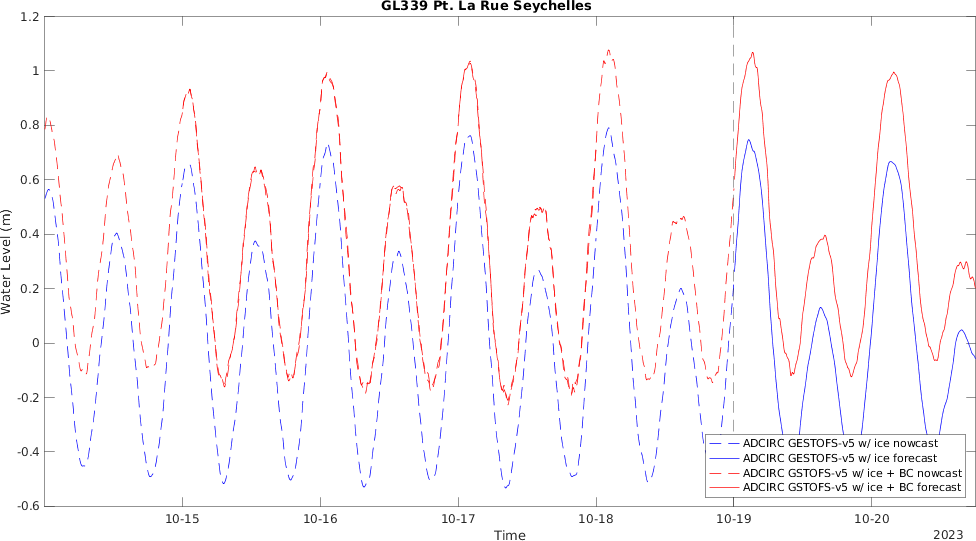 GL339 Pt. La Rue Seychelles
1.2
1
0.8
0.6
0.4
0.2
0
-0.2
-0.4
-0.6
Water Level (m)
ADCIRC GESTOFS-v5 w/ ice nowcast
ADCIRC GESTOFS-v5 w/ ice forecast
ADCIRC GSTOFS-v5 w/ ice + BC nowcast
ADCIRC GSTOFS-v5 w/ ice + BC forecast
10-15 10-16 10-17 10-18 10-19 10-20
Time
2023